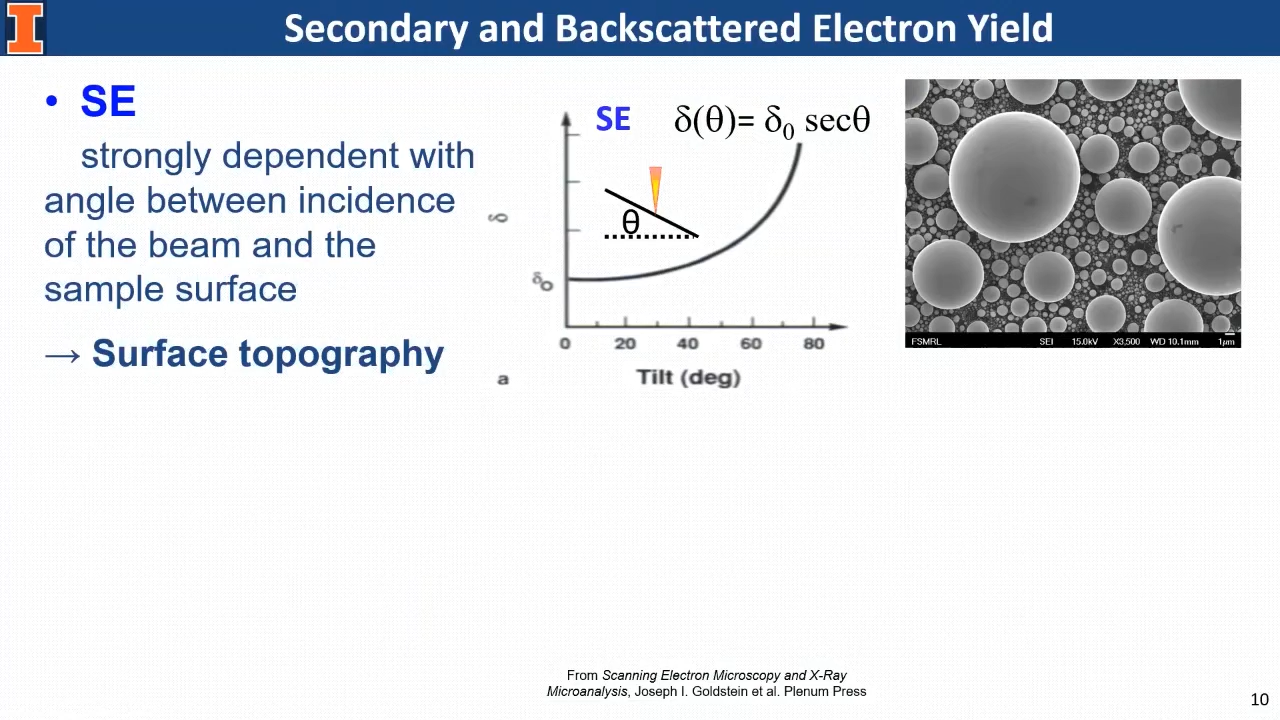 Secondary and Backscattered Electron Yield
• SE
strongly dependent with
angle between incidence
of the beam and the
sample surface
→ Surface topography
SE δ(θ)= δ0 secθ
θ
δ
δ0
0 20 40 60 80
a Tilt (deg)
FSMRL SEI 15.0kV X3,500 WD 10.1mm 1μm
From Scanning Electron Microscopy and X-Ray
Microanalysis, Joseph I. Goldstein et al. Plenum Press
10